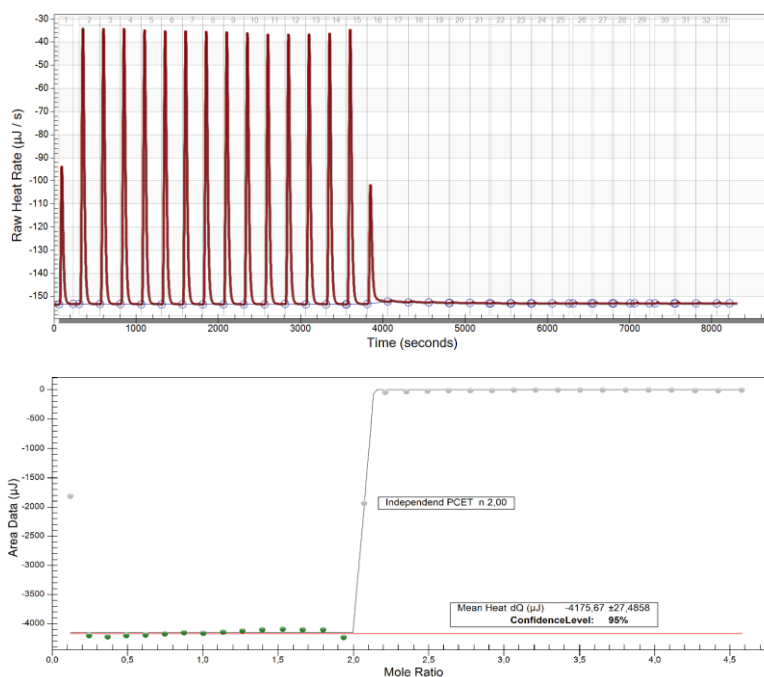 1 2 3 4 5 6 7 8 9 10 11 12 13 14 15 16 17 18 19 20 21 22 23 24 25 26 27 28 29 30 31 32 33
-30
-40
-50
-60
-70
-80
-90
-100
-110
-120
-130
-140
-150
Raw Heat Rate (µJ / s)
0 1000 2000 3000 4000 5000 6000 7000 8000
Time (seconds)
0
-500
-1000
-1500
-2000
-2500
-3000
-3500
-4000
Area Data (µJ)
Independend PCET n 2,00
Mean Heat dQ (µJ) -4175,67 ±27,4858
ConfidenceLevel: 95%
0,0 0,5 1,0 1,5 2,0 2,5 3,0 3,5 4,0 4,5
Mole Ratio